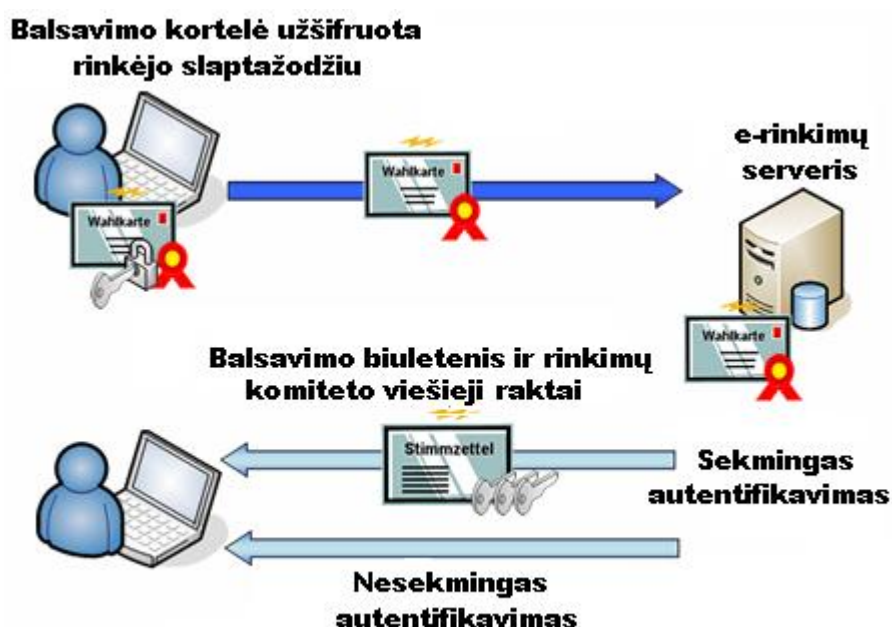 Balsavimo kortelė užšifruota
rinkėjo slaptažodžiu
Wahlkarte
Wahlkarte
e-rinkimų
serveris
Wahlkarte
Balsavimo biuletenis ir rinkimų
komiteto viešieji raktai
Stimmzettel
Sekmingas
autentifikavimas
Nesekmingas
autentifikavimas